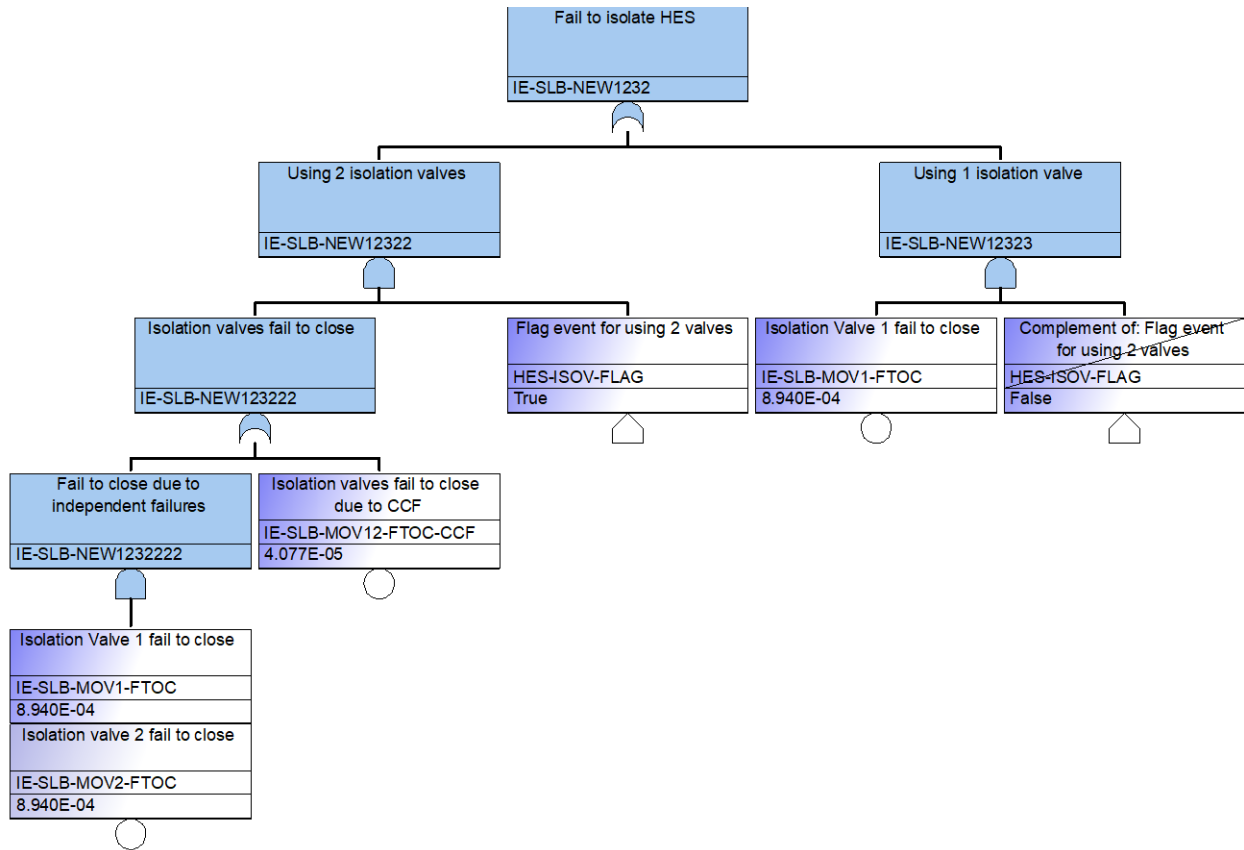 Fail to isolate HES
IE-SLB-NEW1232
Using 2 isolation valves
IE-SLB-NEW12322
Using 1 isolation valve
IE-SLB-NEW12323
Isolation valves fail to close
IE-SLB-NEW123222
Flag event for using 2 valves
HES-ISOV-FLAG
True
Isolation Valve 1 fail to close
IE-SLB-MOV1-FTOC
8.940E-04
Complement of: Flag event
for using 2 valves
HES-ISOV-FLAG
False
Fail to close due to
independent failures
IE-SLB-NEW1232222
Isolation valves fail to close
due to CCF
IE-SLB-MOV12-FTOC-CCF
4.077E-05
Isolation Valve 1 fail to close
IE-SLB-MOV1-FTOC
8.940E-04
Isolation valve 2 fail to close
IE-SLB-MOV2-FTOC
8.940E-04